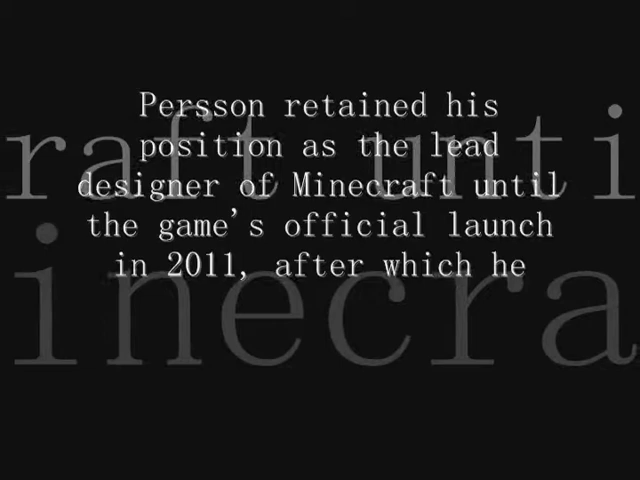 Persson retained his
position as the lead
designer of Minecraft until
the game's official launch
in 2011, after which he
raft unti
inecra